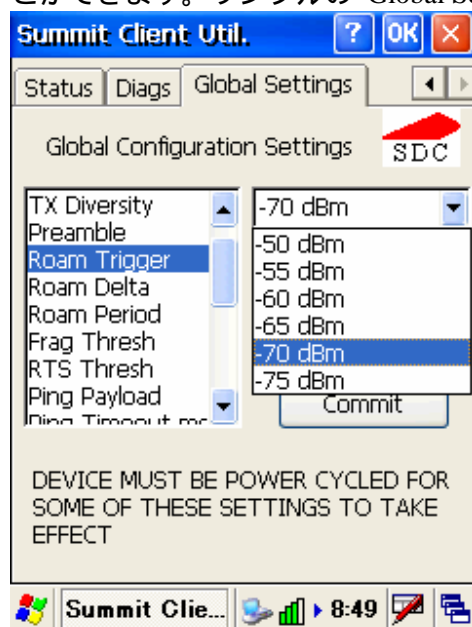 とができます。サンプルの "Global Se
Summit Client Util. ? OK ×
Status Diags Global Settings
Global Configuration Settings SDC
TX Diversity
Preamble
Roam Trigger
Roam Delta
Roam Period
Frag Thresh
RTS Thresh
Ping Payload
Ping Timeout
-70 dBm
-50 dBm
-55 dBm
-60 dBm
-65 dBm
-70 dBm
-75 dBm
Commit
DEVICE MUST BE POWER CYCLED FOR
SOME OF THESE SETTINGS TO TAKE
EFFECT
Summit Clie... 8:49